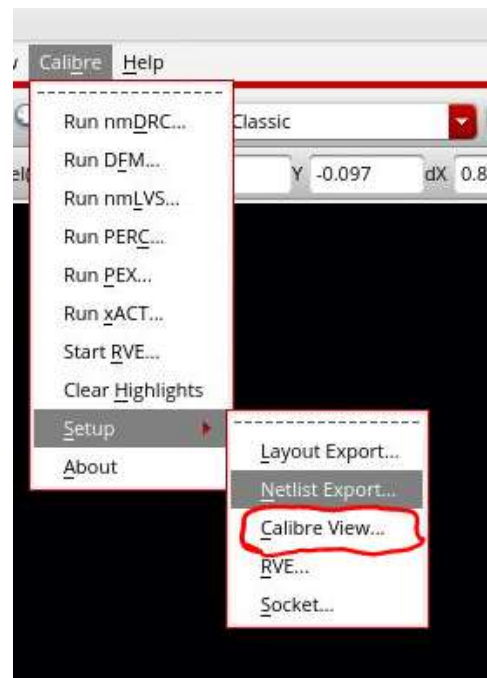 Calibre Help
Classic
Y -0.097 dX 0.8
Run nmDRC...
Run DFM...
Run nmLVS...
Run PERC...
Run PEX...
Run xACT...
Start RVE...
Clear Highlights
Setup
About
Layout Export...
Netlist Export...
Calibre View...
RVE...
Socket...